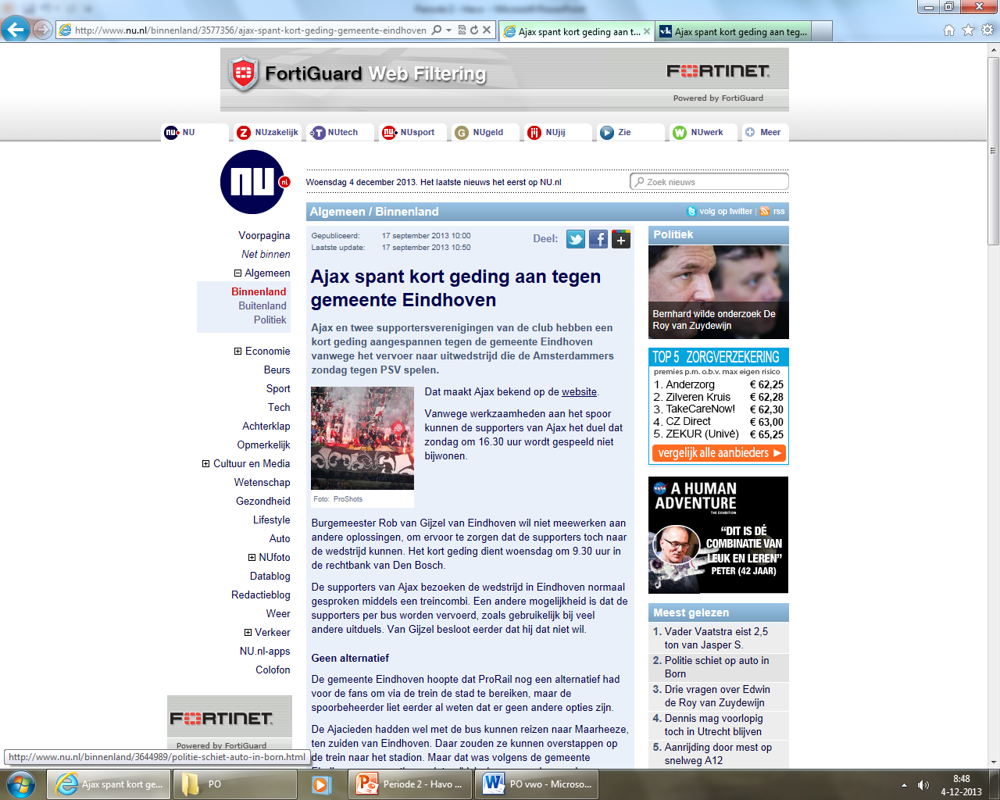 http://www.nu.nl/binnenland/3577356/ajax-spant-kort-geding-gemeente-eindhoven
Ajax spant kort geding aan t...
Ajax spant kort geding aan teg...
FortiGuard Web Filtering
FORTINET
Powered by FortiGuard
NU
NUzakelijk
NUtech
NUsport
NUgeld
NUjij
Zie
NUwerk
Meer
nu
nl
Woensdag 4 december 2013. Het laatste nieuws het eerst op NU.nl
Zoek nieuws
Algemeen / Binnenland
volg op twitter | rss
Voorpagina
Net binnen
Algemeen
Binnenland
Buitenland
Politiek
Economie
Beurs
Sport
Tech
Achterklap
Opmerkelijk
Cultuur en Media
Wetenschap
Gezondheid
Lifestyle
Auto
NUfoto
Datablog
Redactieblog
Weer
Verkeer
NU.nl-apps
Colofon
FORTINET
Powered by FortiGuard
Gepubliceerd: 17 september 2013 10:00
Laatste update: 17 september 2013 10:50
Deel:
Ajax spant kort geding aan tegen
gemeente Eindhoven
Ajax en twee supportersverenigingen van de club hebben een
kort geding aangespannen tegen de gemeente Eindhoven
vanwege het vervoer naar uitwedstrijd die de Amsterdammers
zondag tegen PSV spelen.
Foto: ProShots
Dat maakt Ajax bekend op de website.
Vanwege werkzaamheden aan het spoor
kunnen de supporters van Ajax het duel dat
zondag om 16.30 uur wordt gespeeld niet
bijwonen.
Burgemeester Rob van Gijzel van Eindhoven wil niet meewerken aan
andere oplossingen, om ervoor te zorgen dat de supporters toch naar
de wedstrijd kunnen. Het kort geding dient woensdag om 9.30 uur in
de rechtbank van Den Bosch.
De supporters van Ajax bezoeken de wedstrijd in Eindhoven normaal
gesproken middels een treincombi. Een andere mogelijkheid is dat de
supporters per bus worden vervoerd, zoals gebruikelijk bij veel
andere uitduels. Van Gijzel besloot eerder dat hij dat niet wil.
Geen alternatief
De gemeente Eindhoven hoopte dat ProRail nog een alternatief had
voor de fans om via de trein de stad te bereiken, maar de
spoorbeheerder liet eerder al weten dat er geen andere opties zijn.
De Ajacieden hadden wel met de bus kunnen reizen naar Maarheeze,
ten zuiden van Eindhoven. Daar zouden ze kunnen overstappen op
de trein naar het stadion. Maar dat was volgens de gemeente
Politiek
Bernhard wilde onderzoek De
Roy van Zuydewijn
TOP 5 ZORGVERZEKERING
premies p.m. o.b.v. max eigen risico
1. Anderzorg € 62,25
2. Zilveren Kruis € 62,28
3. TakeCareNow! € 62,30
4. CZ Direct € 63,00
5. ZEKUR (Univé) € 65,25
vergelijk alle aanbieders
NASA
A HUMAN
ADVENTURE
THE EXHIBITION
“DIT IS DÉ
COMBINATIE VAN
LEUK EN LEREN”
PETER (42 JAAR)
Meest gelezen
1. Vader Vaatstra eist 2,5
ton van Jasper S.
2. Politie schiet op auto in
Born
3. Drie vragen over Edwin
de Roy van Zuydewijn
4. Dennis mag voorlopig
toch in Utrecht blijven
5. Aanrijding door mest op
snelweg A12
http://www.nu.nl/binnenland/3644989/politie-schiet-auto-in-born.html
Ajax spant kort ge...
PO
Periode 2 - Havo ...
PO vwo - Microso...
8:48
4-12-2013